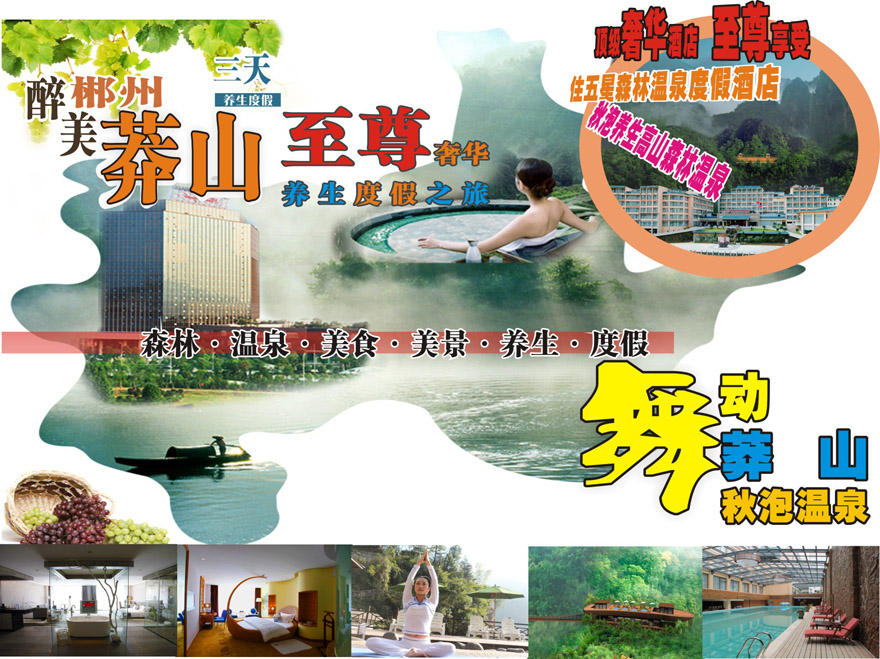 三天
养生度假
醉美
郴州
莽山
至尊奢华
养生度假之旅
顶级奢华酒店 至尊享受
住五星森林温泉度假酒店
秋泡养生高山森林温泉
森林·温泉·美食·美景·养生·度假
舞动
莽山
秋泡温泉